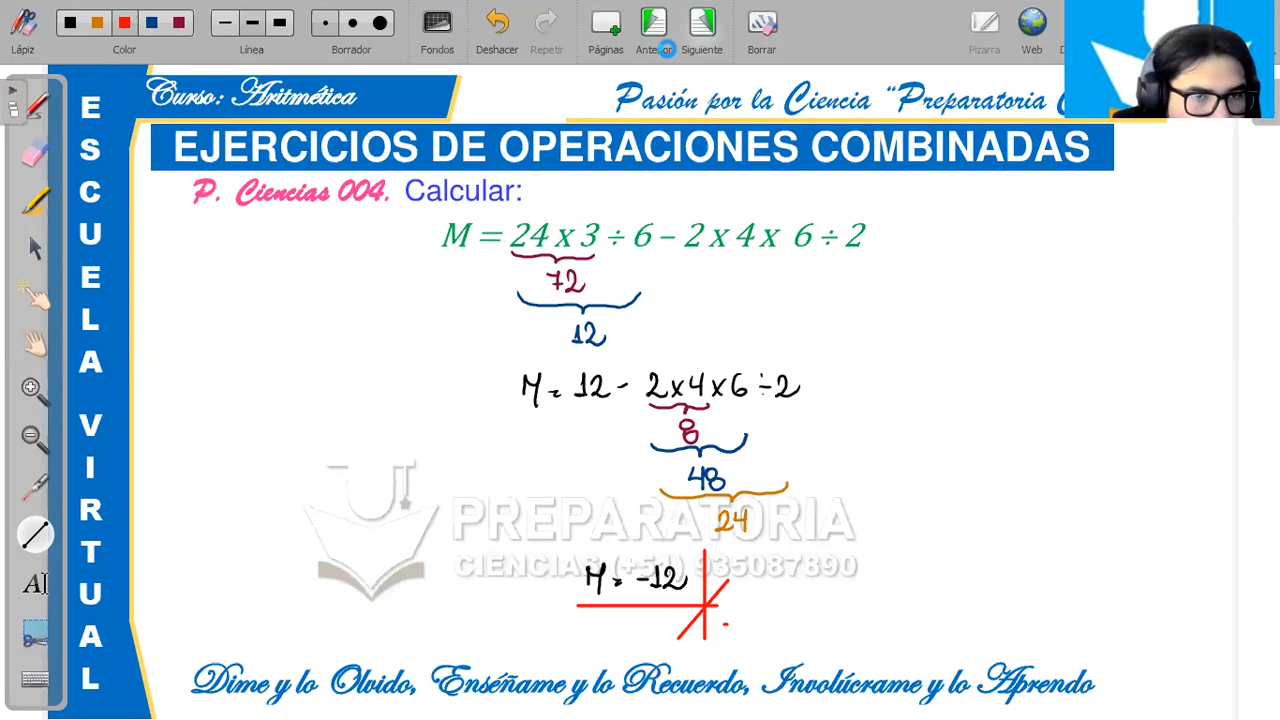 Lápiz Color Línea Borrador Fondos Deshacer Repetir Páginas Anterior Siguiente Borrar Pizarra Web
Curso: Aritmética
Pasión por la Ciencia "Preparatoria C
EJERCICIOS DE OPERACIONES COMBINADAS
P. Ciencias 004. Calcular:
M = 24 x 3 ÷ 6 – 2 x 4 x 6 ÷ 2
72
12
M = 12 - 2x4x6÷2
8
48
24
PREPARATORIA
CIENCIAS (+51) 935087890
M = -12
ESCUELA VIRTUAL
Dime y lo Olvido, Enséñame y lo Recuerdo, Involúcrame y lo Aprendo